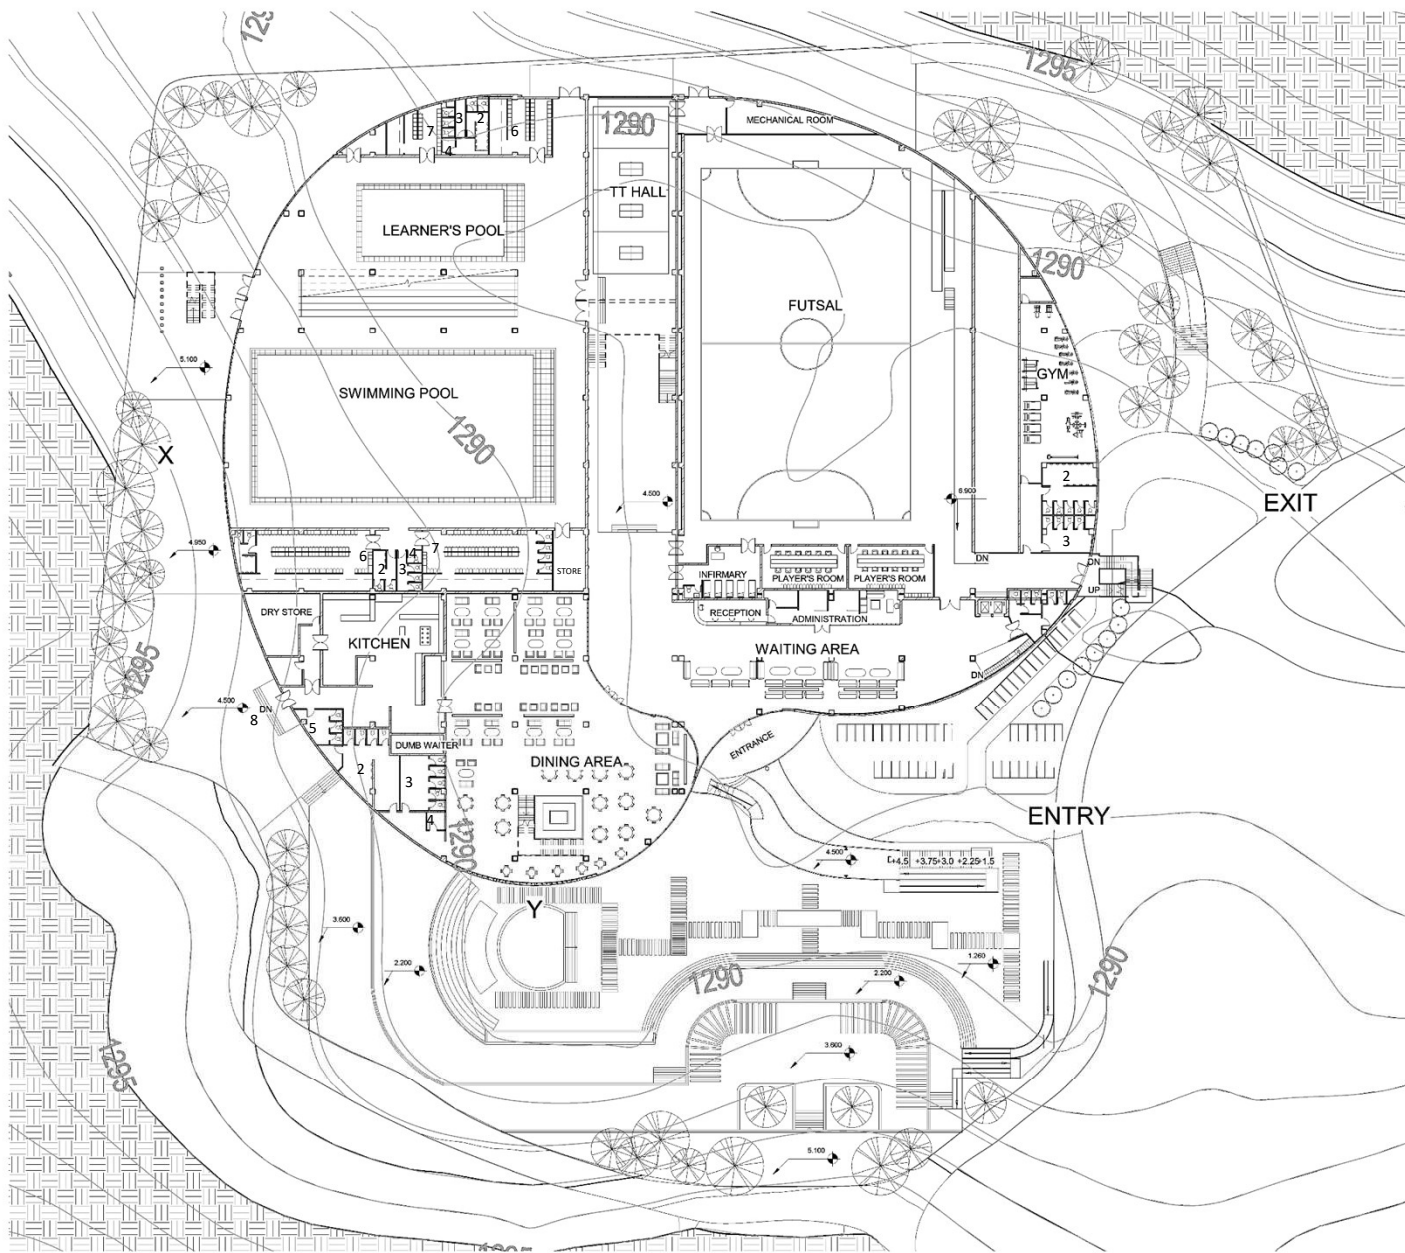 1290
1295
3
2
7
6
4
1290
MECHANICAL ROOM
TT HALL
LEARNER'S POOL
1290
FUTSAL
5.100
GYM
SWIMMING POOL
1290
X
2
4.500
6.900
EXIT
4.950
6
7
2
3
4
3
STORE
DN
DN
INFIRMARY
PLAYER'S ROOM
PLAYER'S ROOM
UP
DRY STORE
RECEPTION
ADMINISTRATION
KITCHEN
WAITING AREA
1295
DN
4.500
DN
8
5
DUMB WAITER
ENTRANCE
2
3
DINING AREA
4
1290
ENTRY
4.500
+4.5 +3.75+3.0 +2.25+1.5
Y
3.600
2.200
1290
2.200
1.260
1290
3.600
1295
5.100
1295